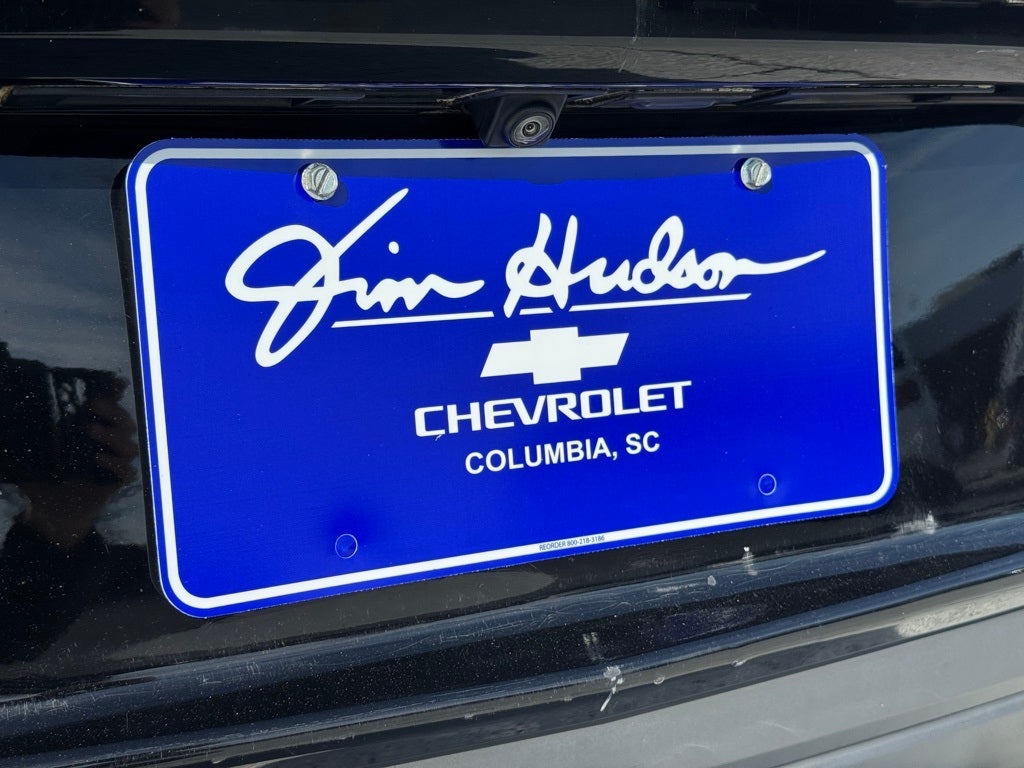 Jim Hudson
CHEVROLET
COLUMBIA, SC
REORDER 800-218-3186